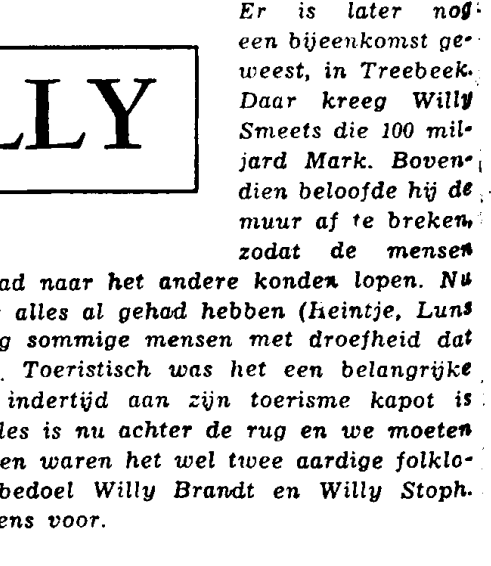 LLY
Er is later nog
een bijeenkomst ge-
weest, in Treebeek.
Daar kreeg Willy
Smeets die 100 mil-
jard Mark. Boven-
dien beloofde hij de
muur af te breken,
zodat de mensen
ad naar het andere konden lopen. Nu
alles al gehad hebben (Heintje, Luns
g sommige mensen met droefheid dat
. Toeristisch was het een belangrijke
indertijd aan zijn toerisme kapot is
les is nu achter de rug en we moeten
en waren het wel twee aardige folklo-
bedoel Willy Brandt en Willy Stoph.
ens voor.